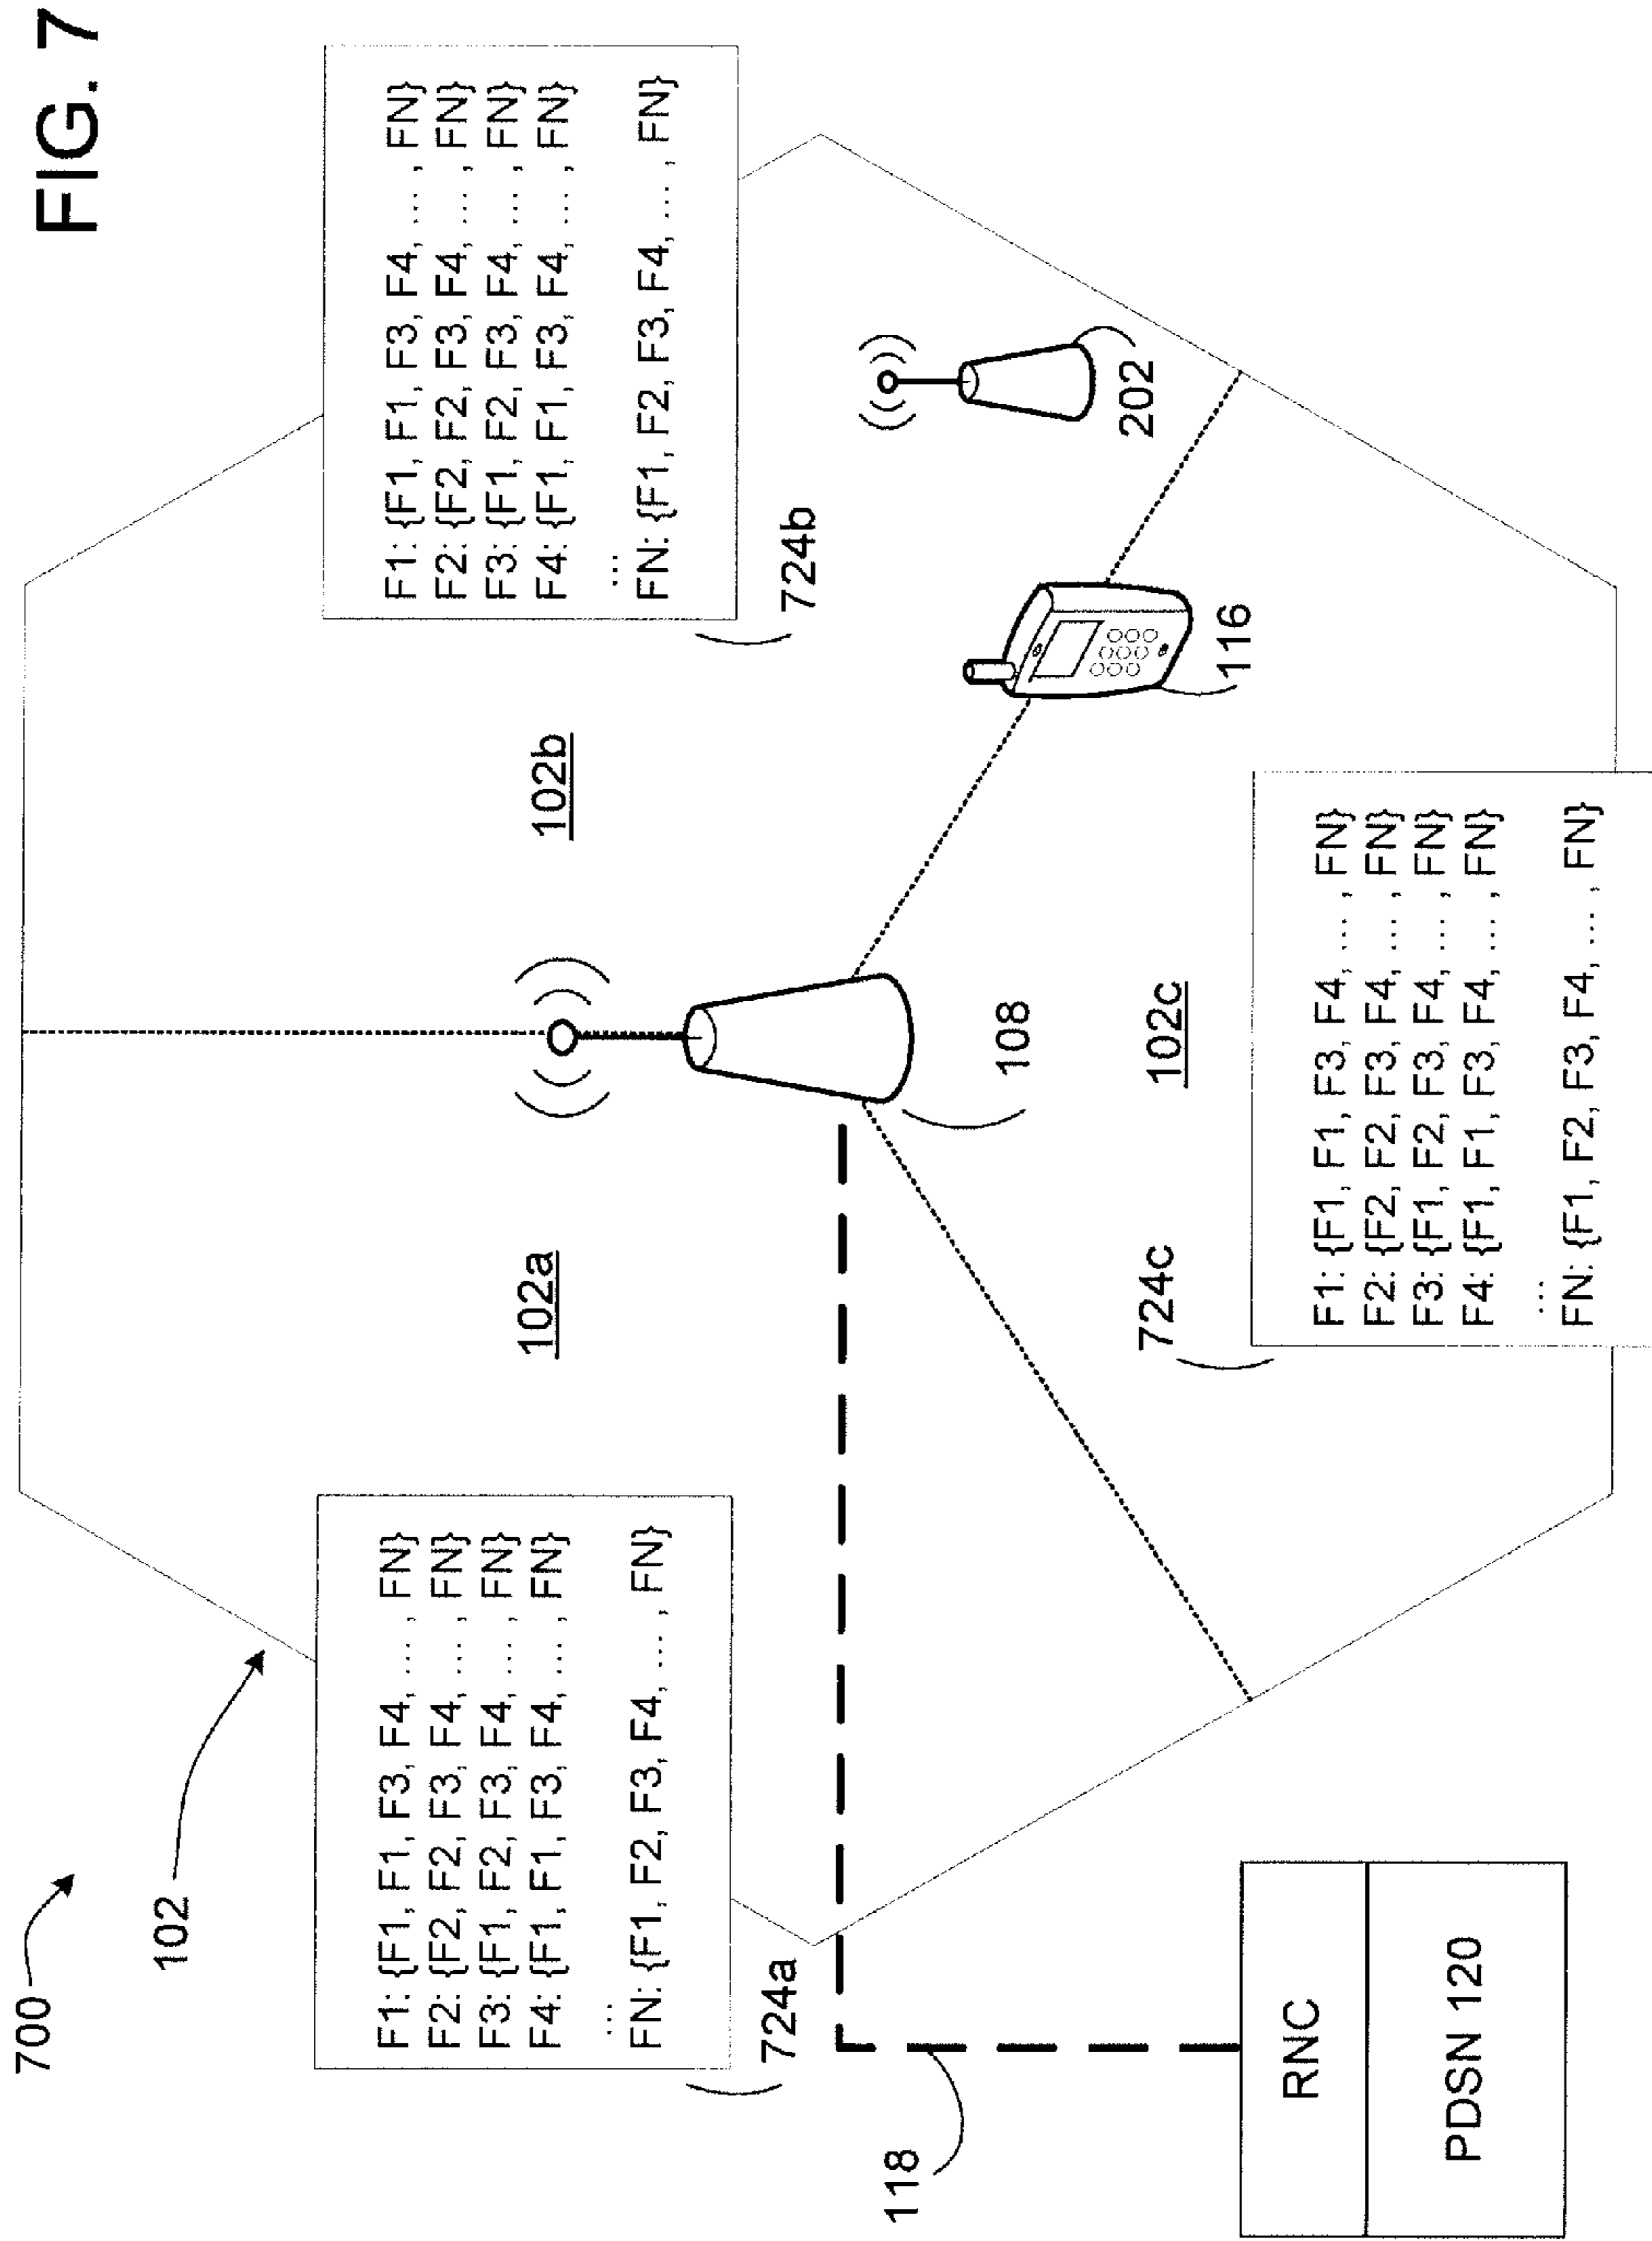 FIG. 7
700
102
F1: {F1, F1, F3, F4, ... , FN}
F2: {F2, F2, F3, F4, ... , FN}
F3: {F1, F2, F3, F4, ... , FN}
F4: {F1, F1, F3, F4, ... , FN}
...
FN: {F1, F2, F3, F4, ... , FN}
724a
F1: {F1, F1, F3, F4, ... , FN}
F2: {F2, F2, F3, F4, ... , FN}
F3: {F1, F2, F3, F4, ... , FN}
F4: {F1, F1, F3, F4, ... , FN}
...
FN: {F1, F2, F3, F4, ... , FN}
724b
102a
102b
118
108
202
116
102c
724c
F1: {F1, F1, F3, F4, ... , FN}
F2: {F2, F2, F3, F4, ... , FN}
F3: {F1, F2, F3, F4, ... , FN}
F4: {F1, F1, F3, F4, ... , FN}
...
FN: {F1, F2, F3, F4, ... , FN}
RNC
PDSN 120